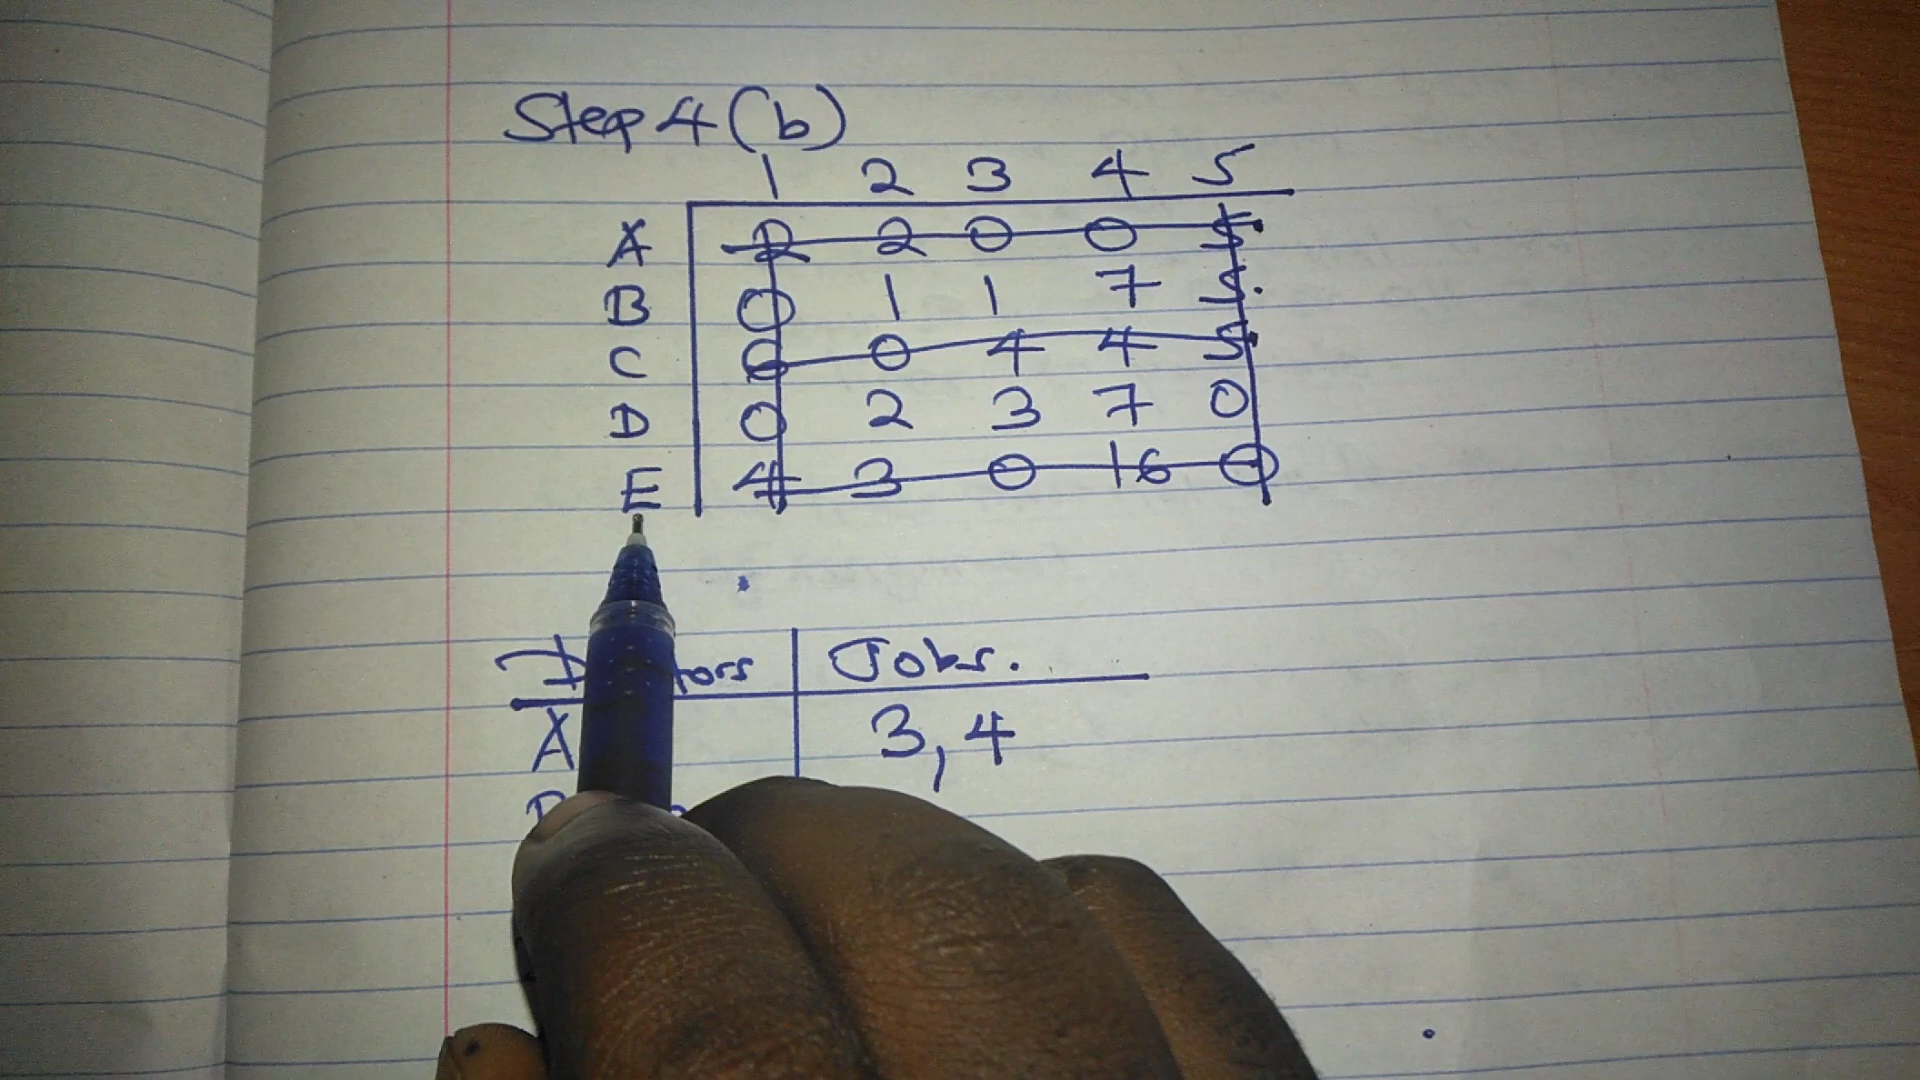 Step 4 (b)
1 2 3 4 5
A 2 2 0 0 5
B 0 1 1 7 5
C 0 0 4 4 5
D 0 2 3 7 0
E 4 3 0 16 0
Jobs.
A 3, 4